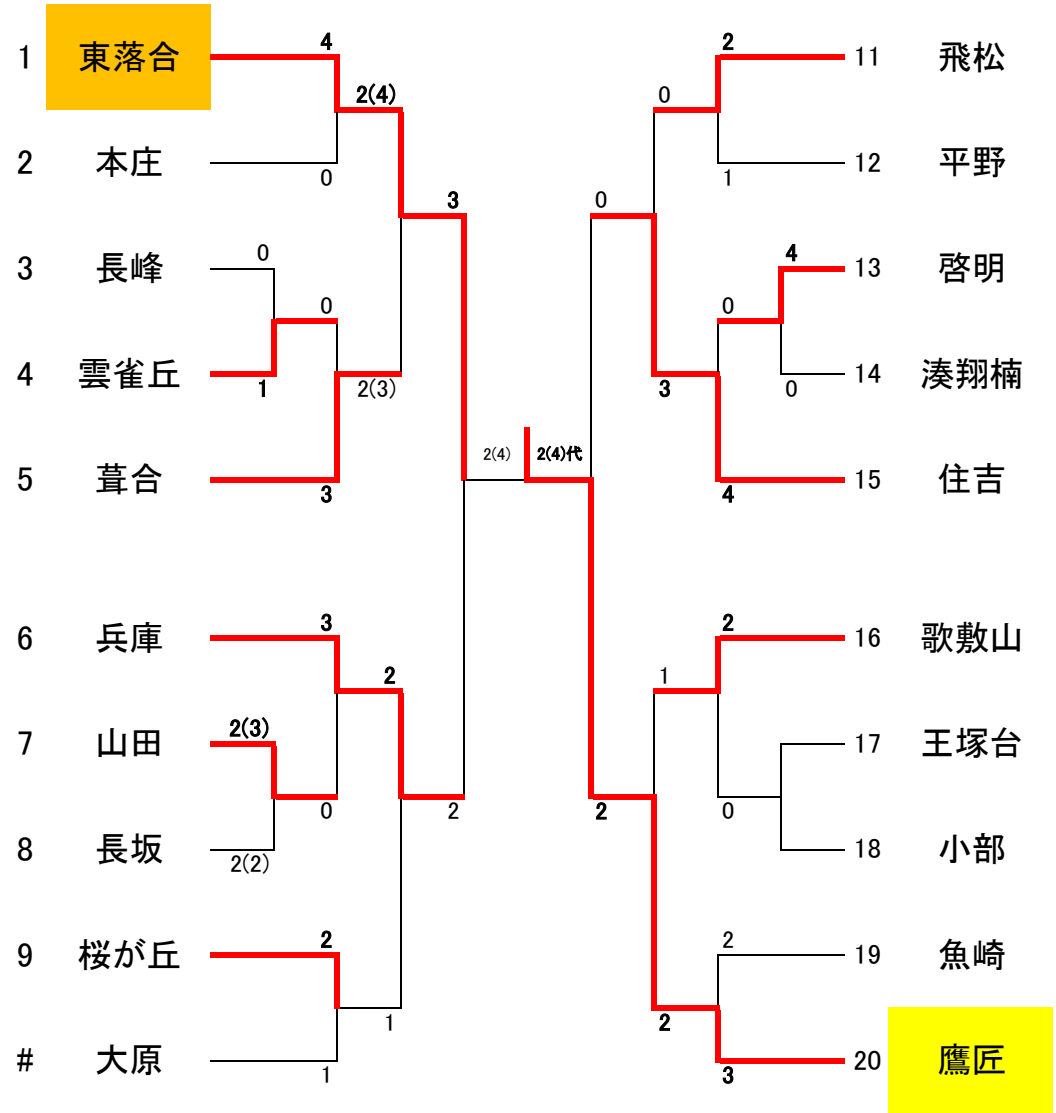 4
2
1 東落合
11 飛松
2(4)
0
2 本庄
0
1
12 平野
3
0
0
4
3 長峰
13 啓明
0
0
4 雲雀丘
1
2(3)
3
0
14 湊翔楠
2(4)
2(4)代
5 葺合
3
4
15 住吉
3
2
6 兵庫
16 歌敷山
2
1
2(3)
7 山田
17 王塚台
0
2
2
0
8 長坂
2(2)
18 小部
2
2
9 桜が丘
19 魚崎
1
2
# 大原
1
3
20 鷹匠